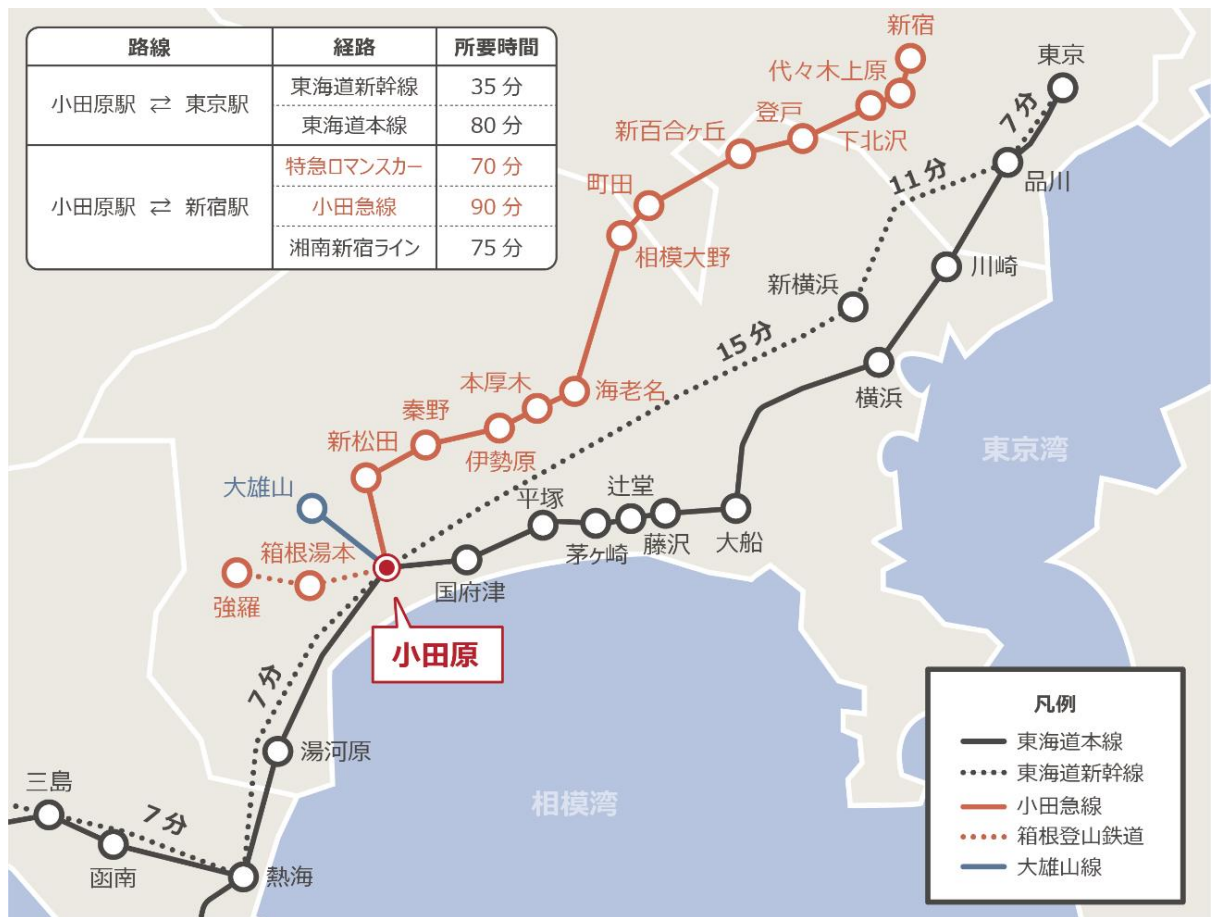 路線 経路 所要時間
小田原駅 ⇄ 東京駅 東海道新幹線 35 分
東海道本線 80 分
小田原駅 ⇄ 新宿駅 特急ロマンスカー 70 分
小田急線 90 分
湘南新宿ライン 75 分
新宿
東京
代々木上原
7 分
登戸
新百合ヶ丘
下北沢
11 分
品川
町田
相模大野
新横浜
川崎
15 分
本厚木
海老名
横浜
秦野
新松田
伊勢原
東京湾
大雄山
平塚
辻堂
箱根湯本
茅ヶ崎
藤沢
大船
強羅
国府津
小田原
7 分
湯河原
三島
7 分
相模湾
函南
熱海
凡例
東海道本線
東海道新幹線
小田急線
箱根登山鉄道
大雄山線